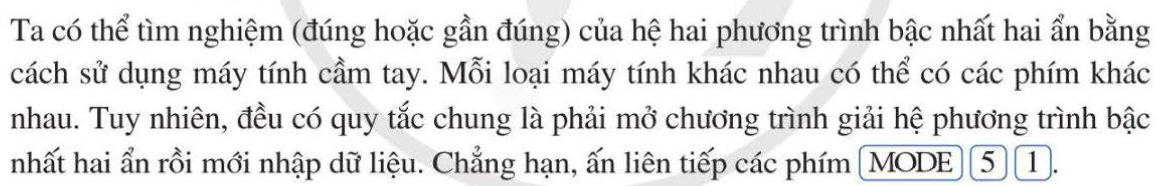 Ta có thể tìm nghiệm (đúng hoặc gần đúng) của hệ hai phương trình bậc nhất hai ẩn bằng
cách sử dụng máy tính cầm tay. Mỗi loại máy tính khác nhau có thể có các phím khác
nhau. Tuy nhiên, đều có quy tắc chung là phải mở chương trình giải hệ phương trình bậc
nhất hai ẩn rồi mới nhập dữ liệu. Chẳng hạn, ấn liên tiếp các phím MODE 5 1.